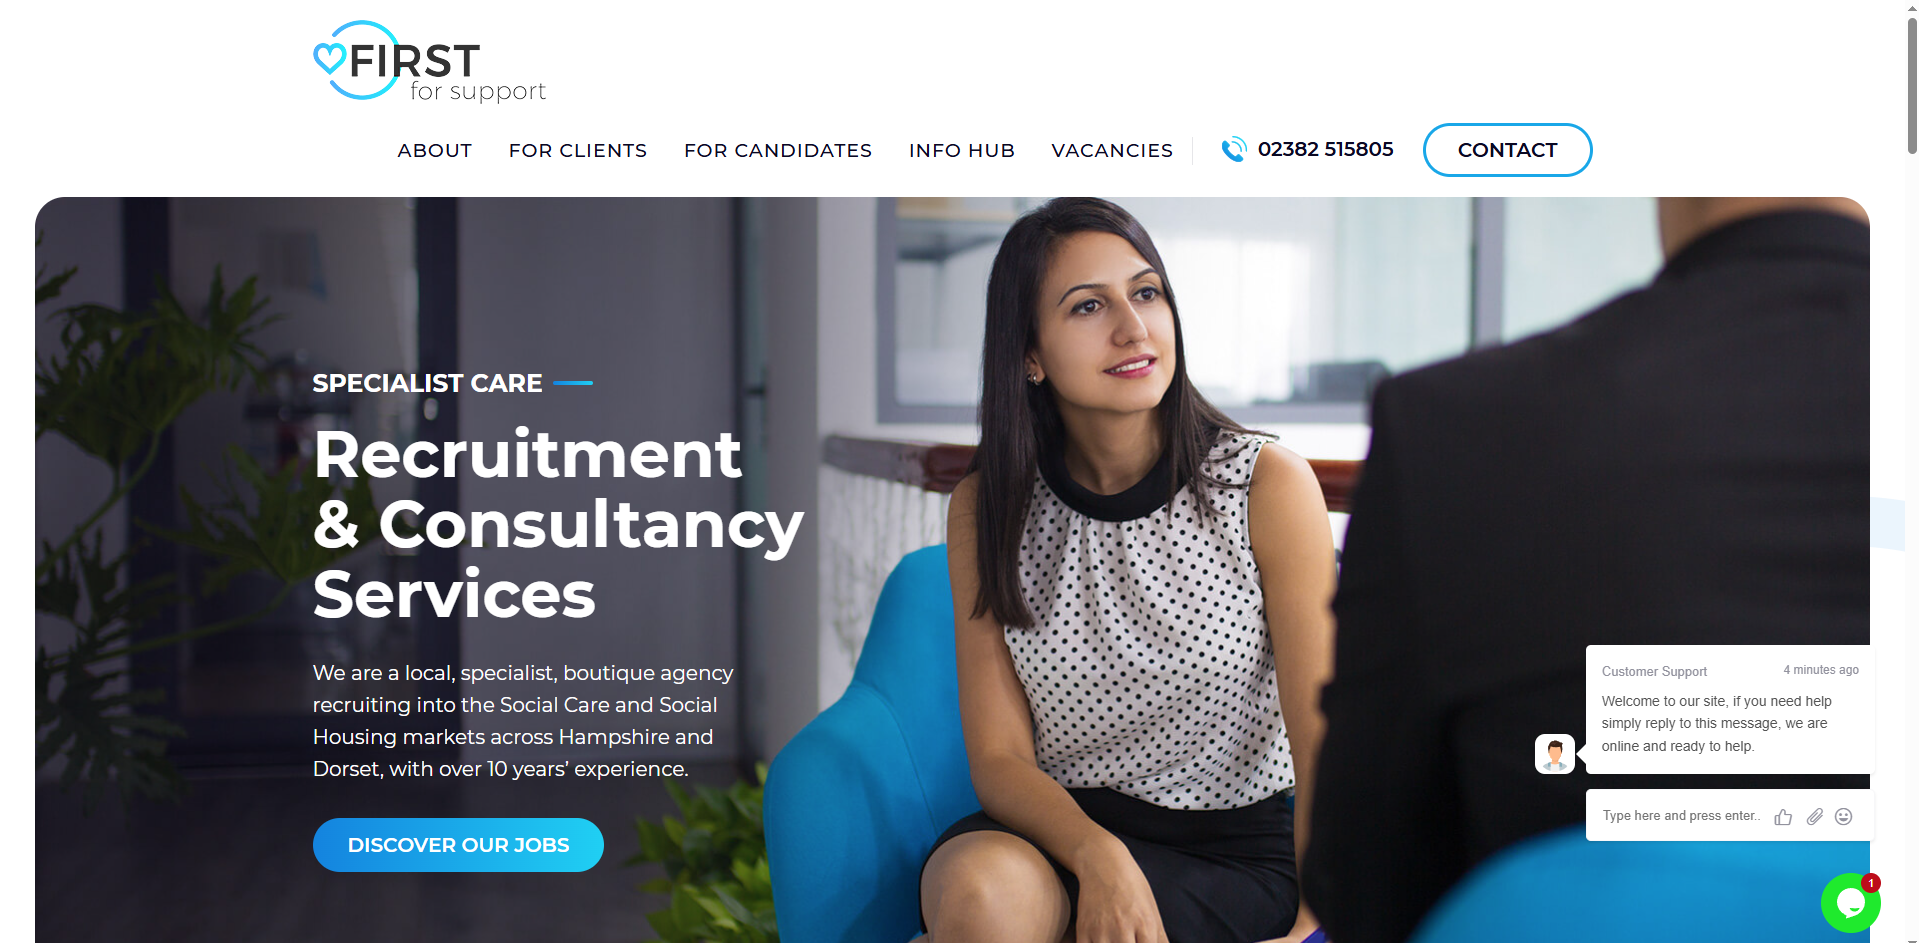 FIRST
for support
ABOUT
FOR CLIENTS
FOR CANDIDATES
INFO HUB
VACANCIES
02382 515805
CONTACT
SPECIALIST CARE
Recruitment
& Consultancy
Services
We are a local, specialist, boutique agency
recruiting into the Social Care and Social
Housing markets across Hampshire and
Dorset, with over 10 years’ experience.
DISCOVER OUR JOBS
Customer Support
4 minutes ago
Welcome to our site, if you need help
simply reply to this message, we are
online and ready to help.
Type here and press enter..
1